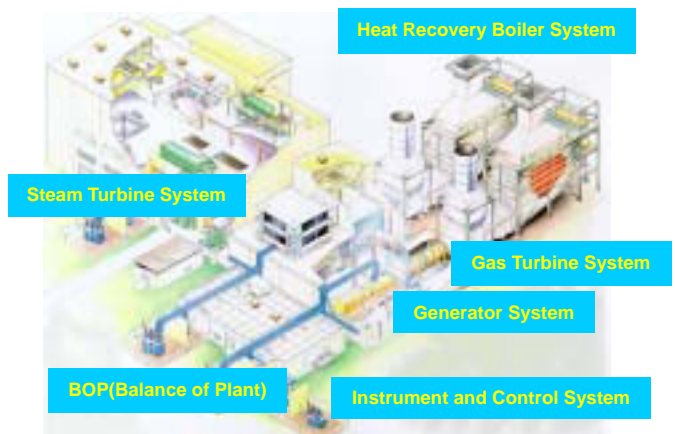 Heat Recovery Boiler System
Steam Turbine System
Gas Turbine System
Generator System
BOP(Balance of Plant)
Instrument and Control System